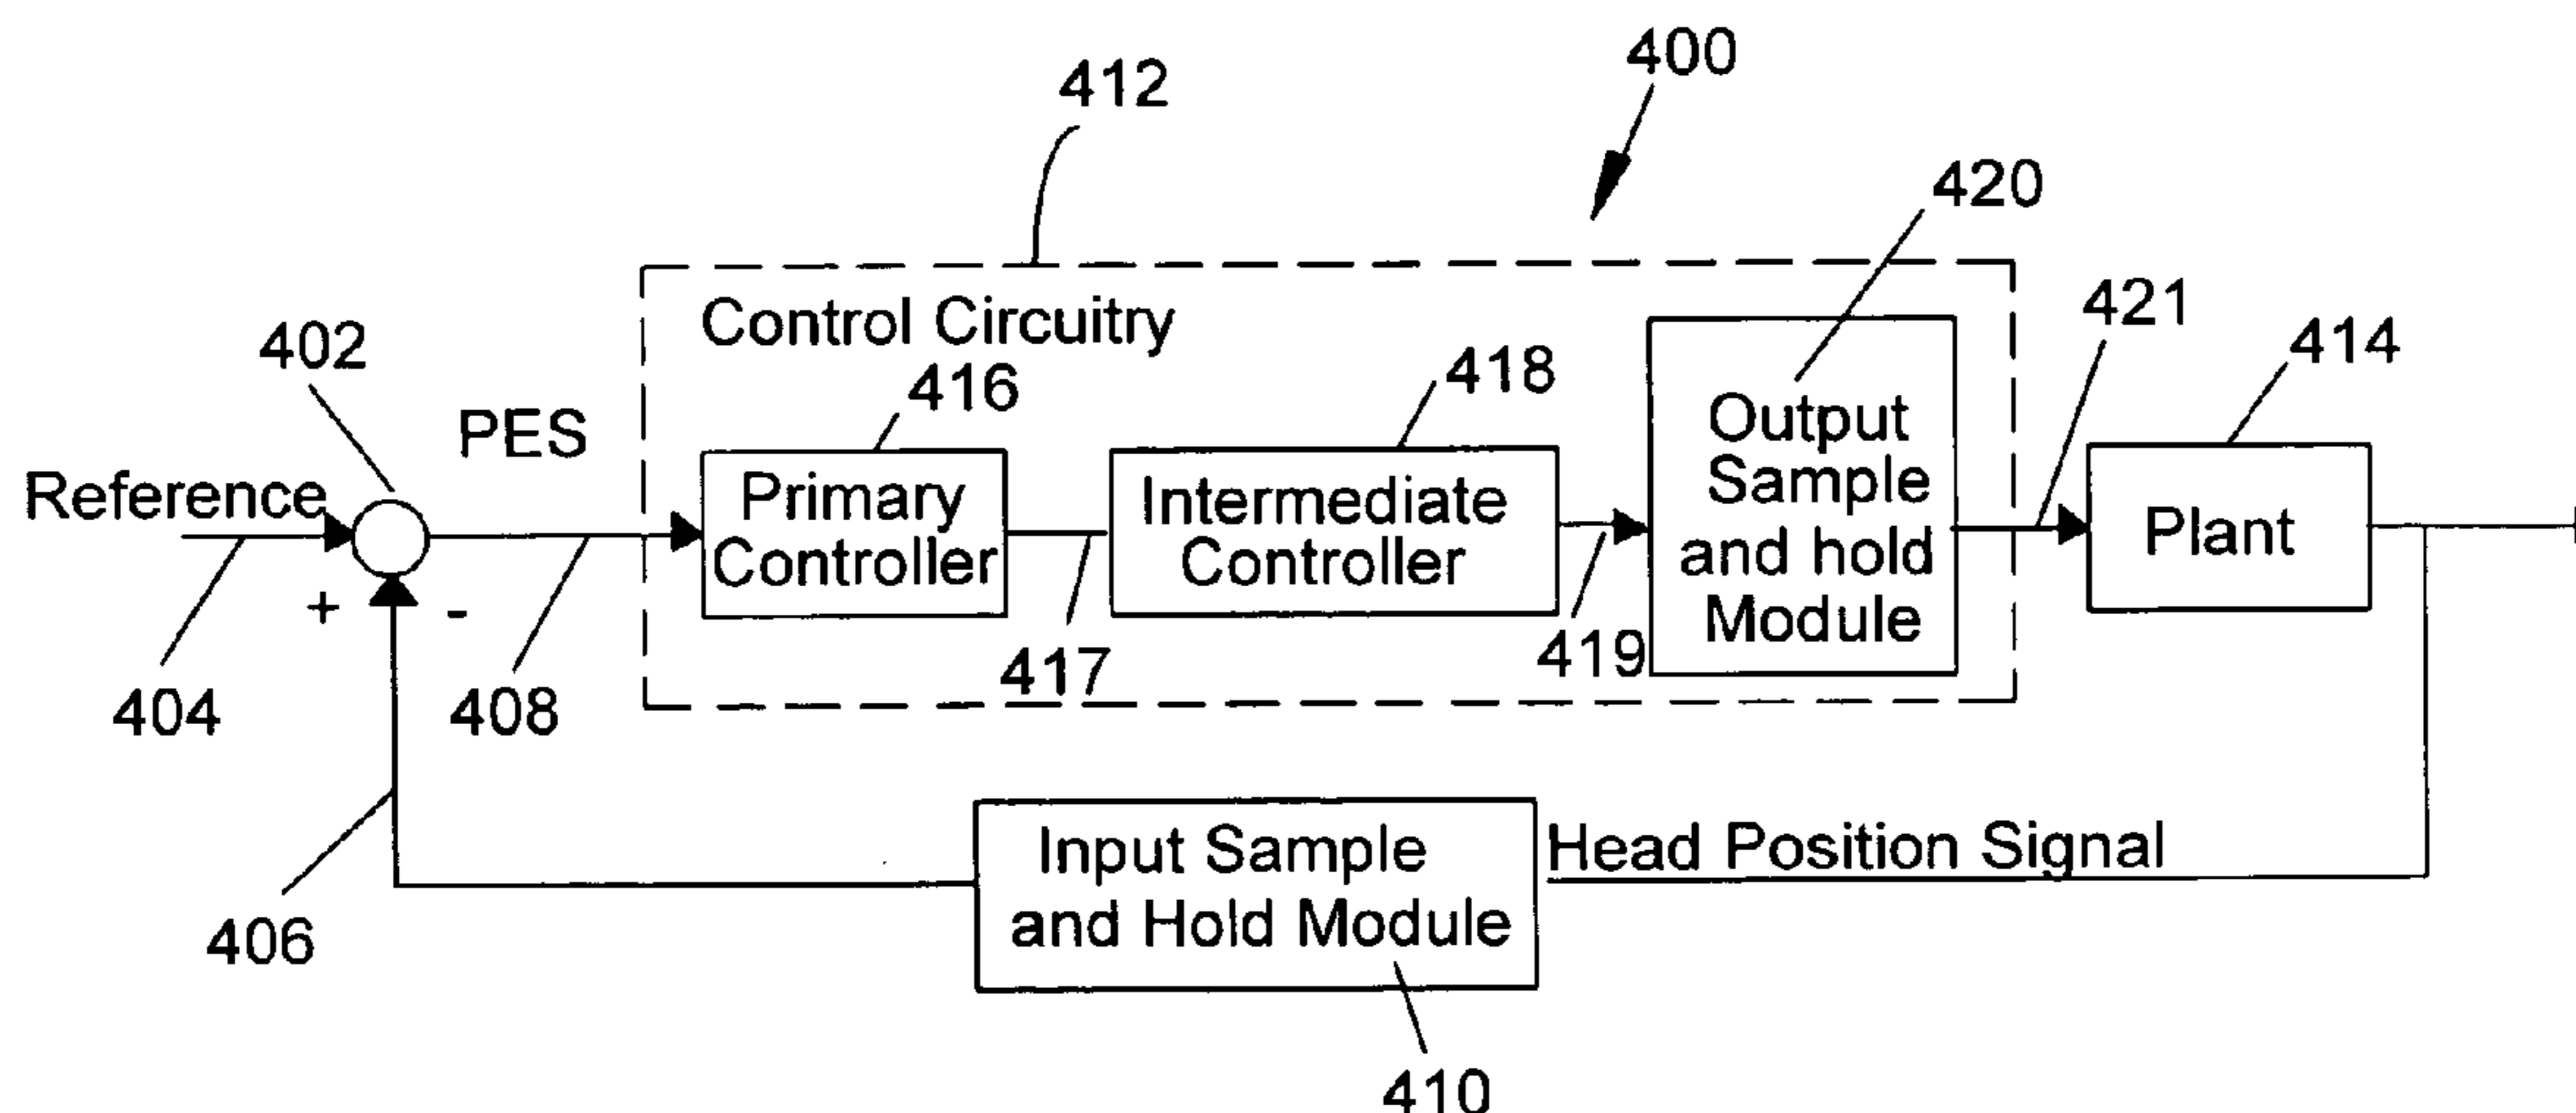 400
412
420
Control Circuitry
421
402
416
418
414
PES
Reference
Primary
Controller
Intermediate
Controller
Output
Sample
and hold
Module
Plant
+
-
404
408
417
419
406
Input Sample
and Hold Module
Head Position Signal
410